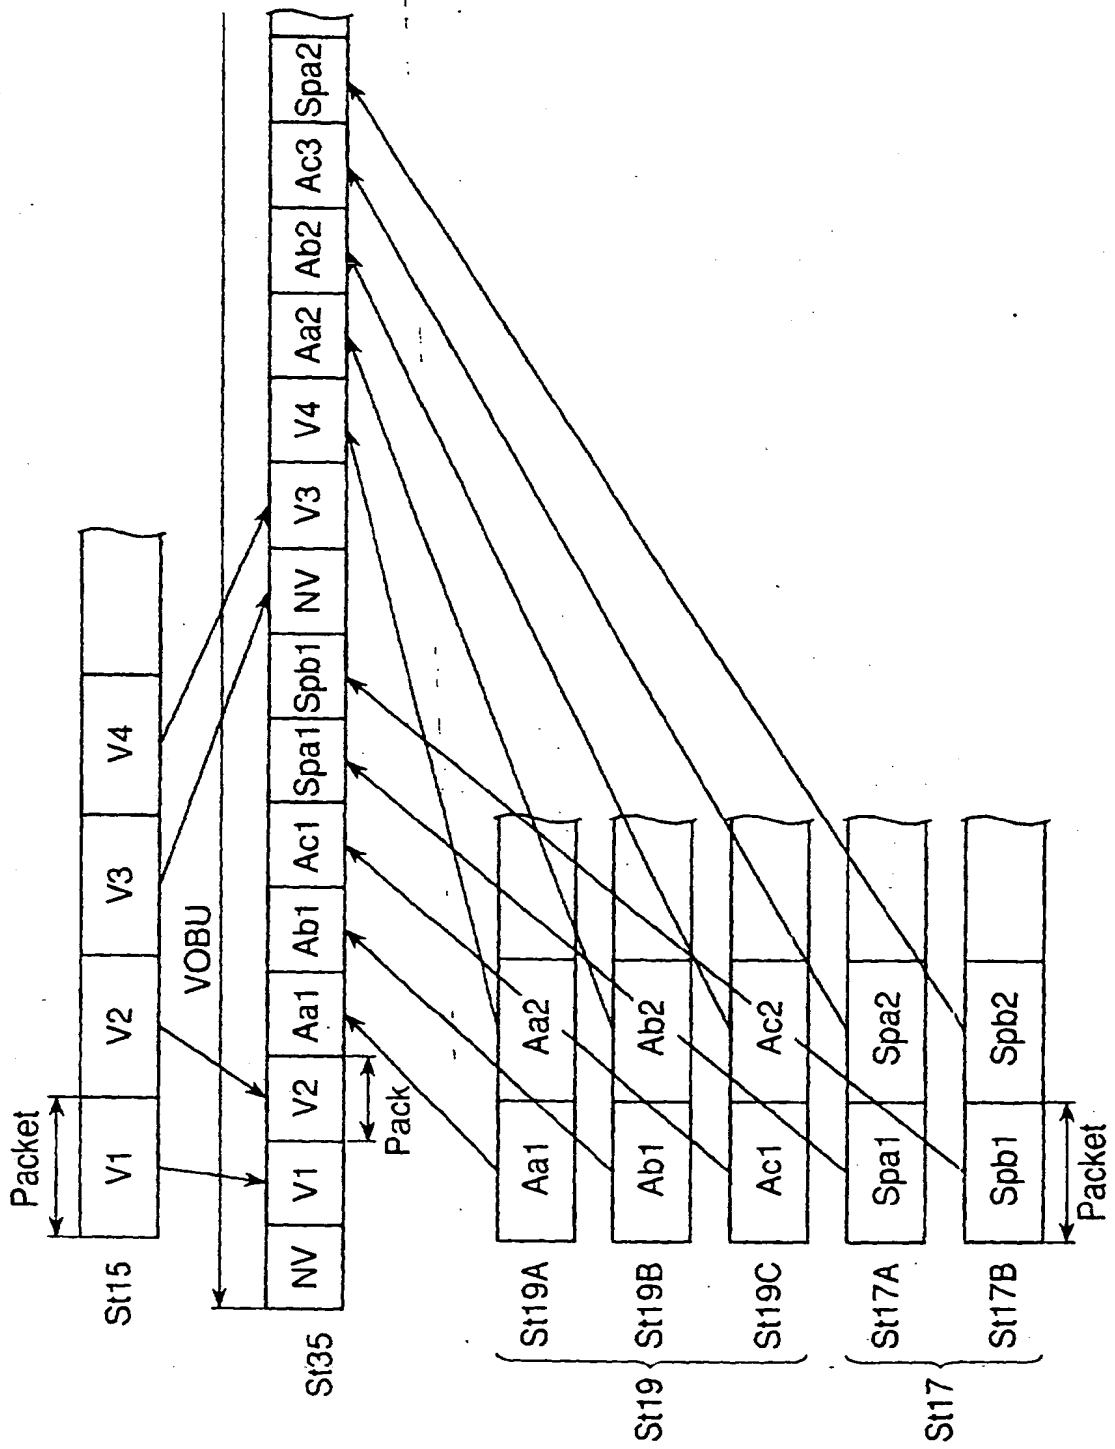 Packet
St15 V1 V2 V3 V4
VOBU
St35 NV V1 V2 Aa1 Ab1 Ac1 Spa1 Spb1 NV V3 V4 Aa2 Ab2 Ac3 Spa2
Pack
St19
St19A Aa1 Aa2
St19B Ab1 Ab2
St19C Ac1 Ac2
St17
St17A Spa1 Spa2
St17B Spb1 Spb2
Packet